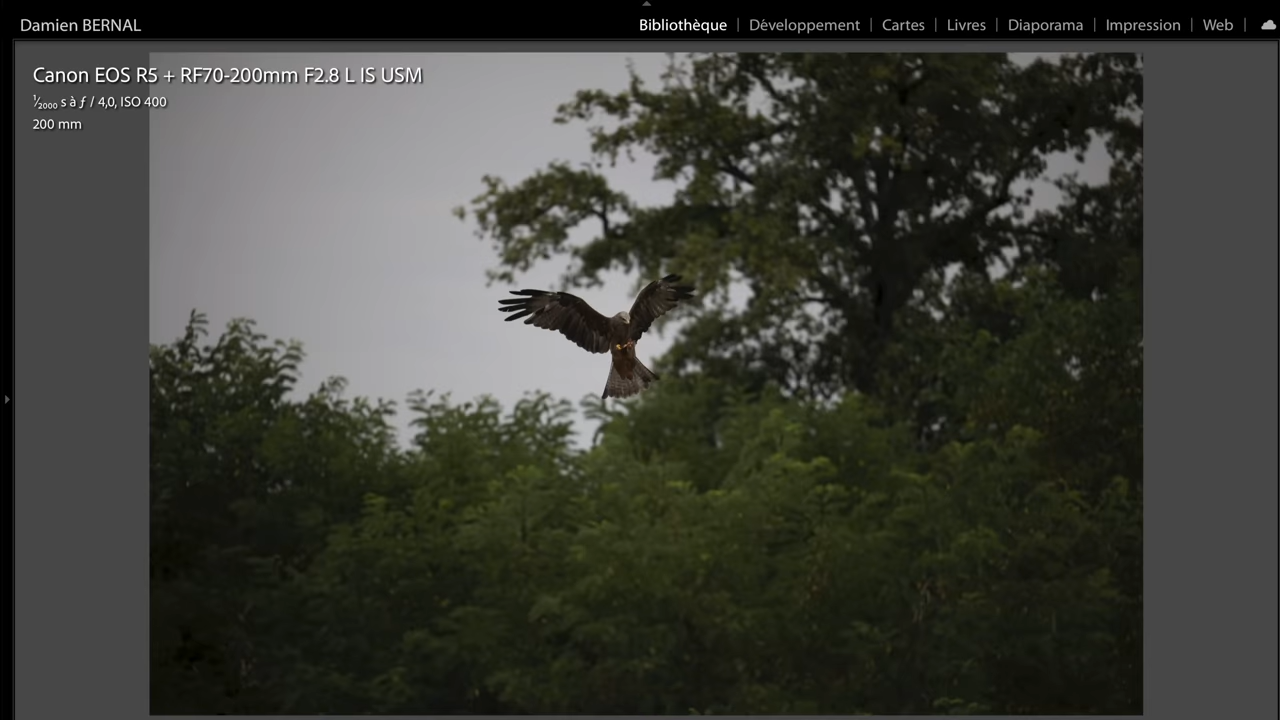 Damien BERNAL
Bibliothèque | Développement | Cartes | Livres | Diaporama | Impression | Web |
Canon EOS R5 + RF70-200mm F2.8 L IS USM
1/2000 s à ƒ / 4,0, ISO 400
200 mm